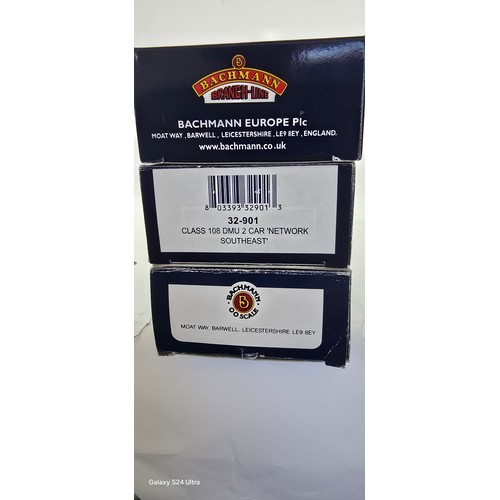 BACHMANN
BRANCH-LINE
BACHMANN EUROPE Plc
MOAT WAY, BARWELL, LEICESTERSHIRE, LE9 8EY, ENGLAND.
www.bachmann.co.uk
8 03393 32901 3
32-901
CLASS 108 DMU 2 CAR 'NETWORK
SOUTHEAST'
BACHMANN
OO SCALE
MOAT WAY, BARWELL, LEICESTERSHIRE LE9 8EY
Galaxy S24 Ultra